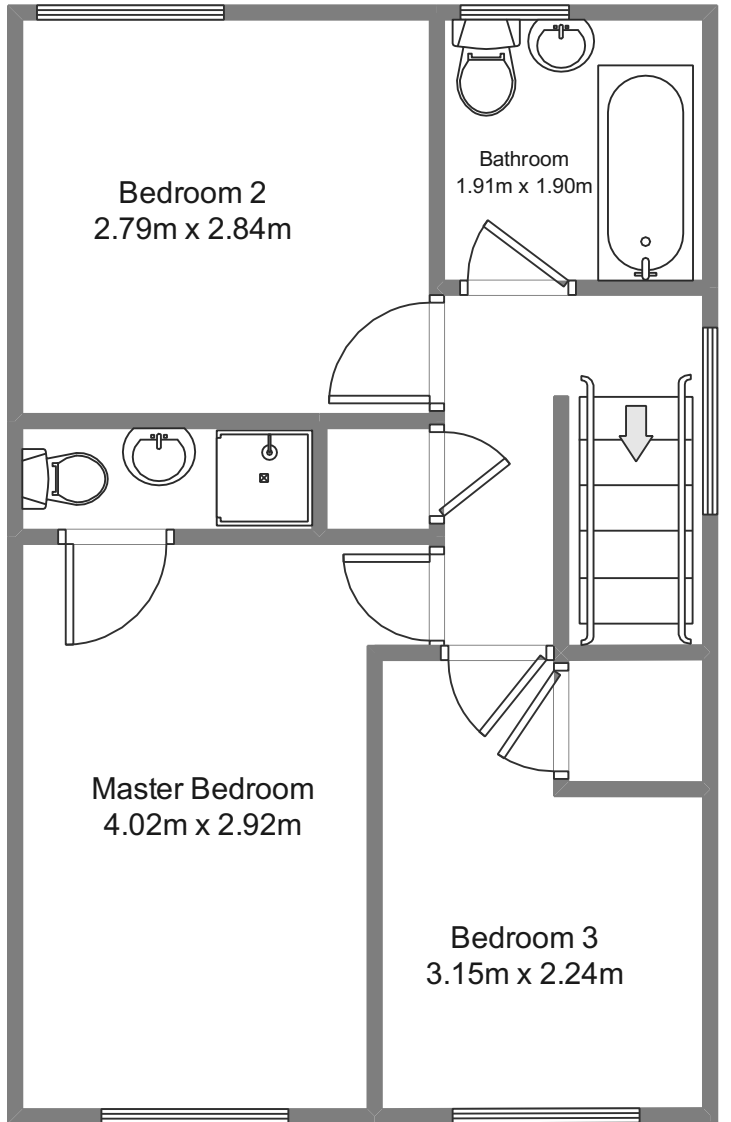 Bathroom
1.91m x 1.90m
Bedroom 2
2.79m x 2.84m
Master Bedroom
4.02m x 2.92m
Bedroom 3
3.15m x 2.24m